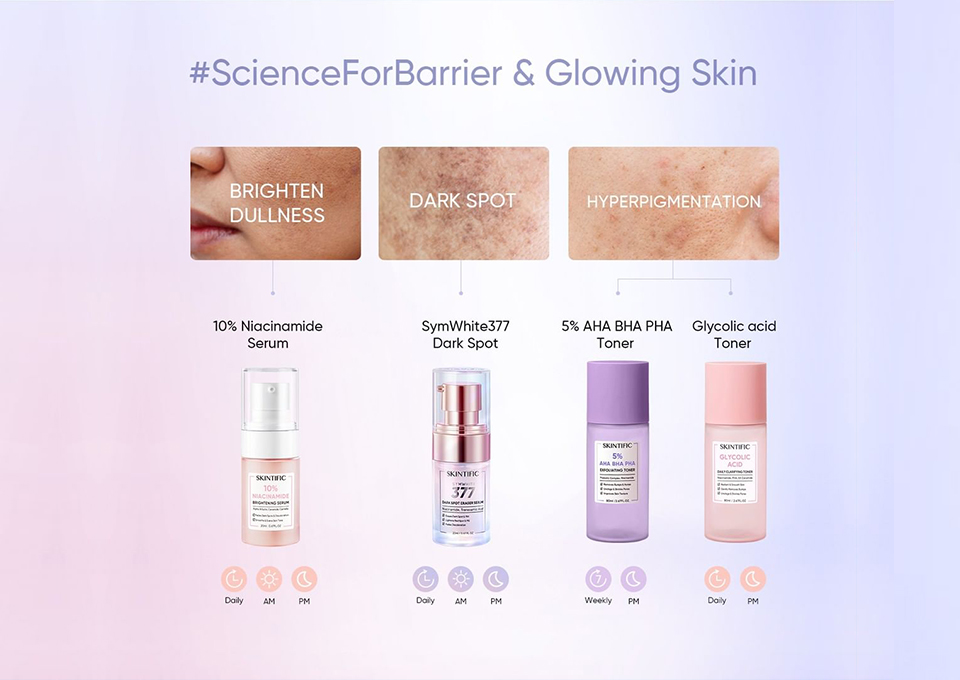 #ScienceForBarrier & Glowing Skin
BRIGHTEN
DULLNESS
DARK SPOT
HYPERPIGMENTATION
10% Niacinamide
Serum
SymWhite377
Dark Spot
5% AHA BHA PHA
Toner
Glycolic acid
Toner
SKINTIFIC
10%
NIACINAMIDE
BRIGHTENING SERUM
SKINTIFIC
377
DARK SPOT ERASER SERUM
SKINTIFIC
5%
AHA BHA PHA
EXFOLIATING TONER
SKINTIFIC
GLYCOLIC
ACID
DAILY CLARIFYING TONER
Daily
AM
PM
Daily
AM
PM
7
Weekly
PM
Daily
PM